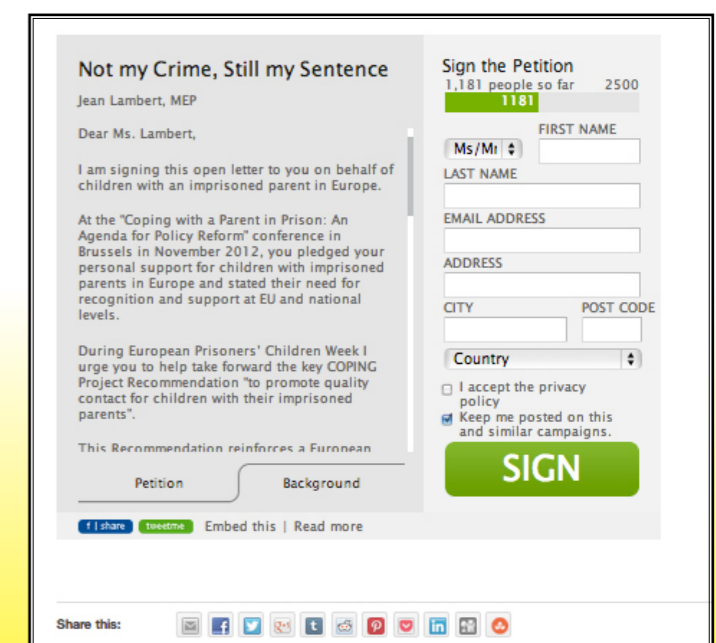 Not my Crime, Still my Sentence
Jean Lambert, MEP
Dear Ms. Lambert,
I am signing this open letter to you on behalf of
children with an imprisoned parent in Europe.
At the "Coping with a Parent in Prison: An
Agenda for Policy Reform" conference in
Brussels in November 2012, you pledged your
personal support for children with imprisoned
parents in Europe and stated their need for
recognition and support at EU and national
levels.
During European Prisoners' Children Week I
urge you to help take forward the key COPING
Project Recommendation "to promote quality
contact for children with their imprisoned
parents".
This Recommendation reinforces a European
Petition
Background
Sign the Petition
1,181 people so far 2500
1181
FIRST NAME
Ms/Mr
LAST NAME
EMAIL ADDRESS
ADDRESS
CITY POST CODE
Country
I accept the privacy
policy
Keep me posted on this
and similar campaigns.
SIGN
f | share tweetme Embed this | Read more
Share this: